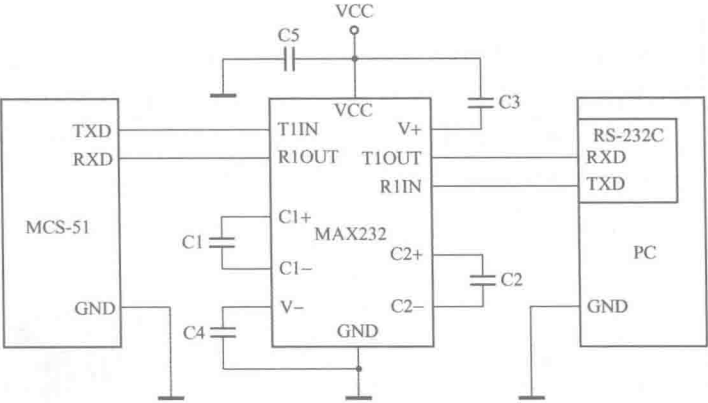 VCC
C5
VCC
C3
TXD
T1IN
V+
RS-232C
RXD
R1OUT
T1OUT
RXD
R1IN
TXD
C1+
MCS-51
C1
MAX232
C2+
PC
C1−
C2
GND
V−
C2−
GND
C4
GND